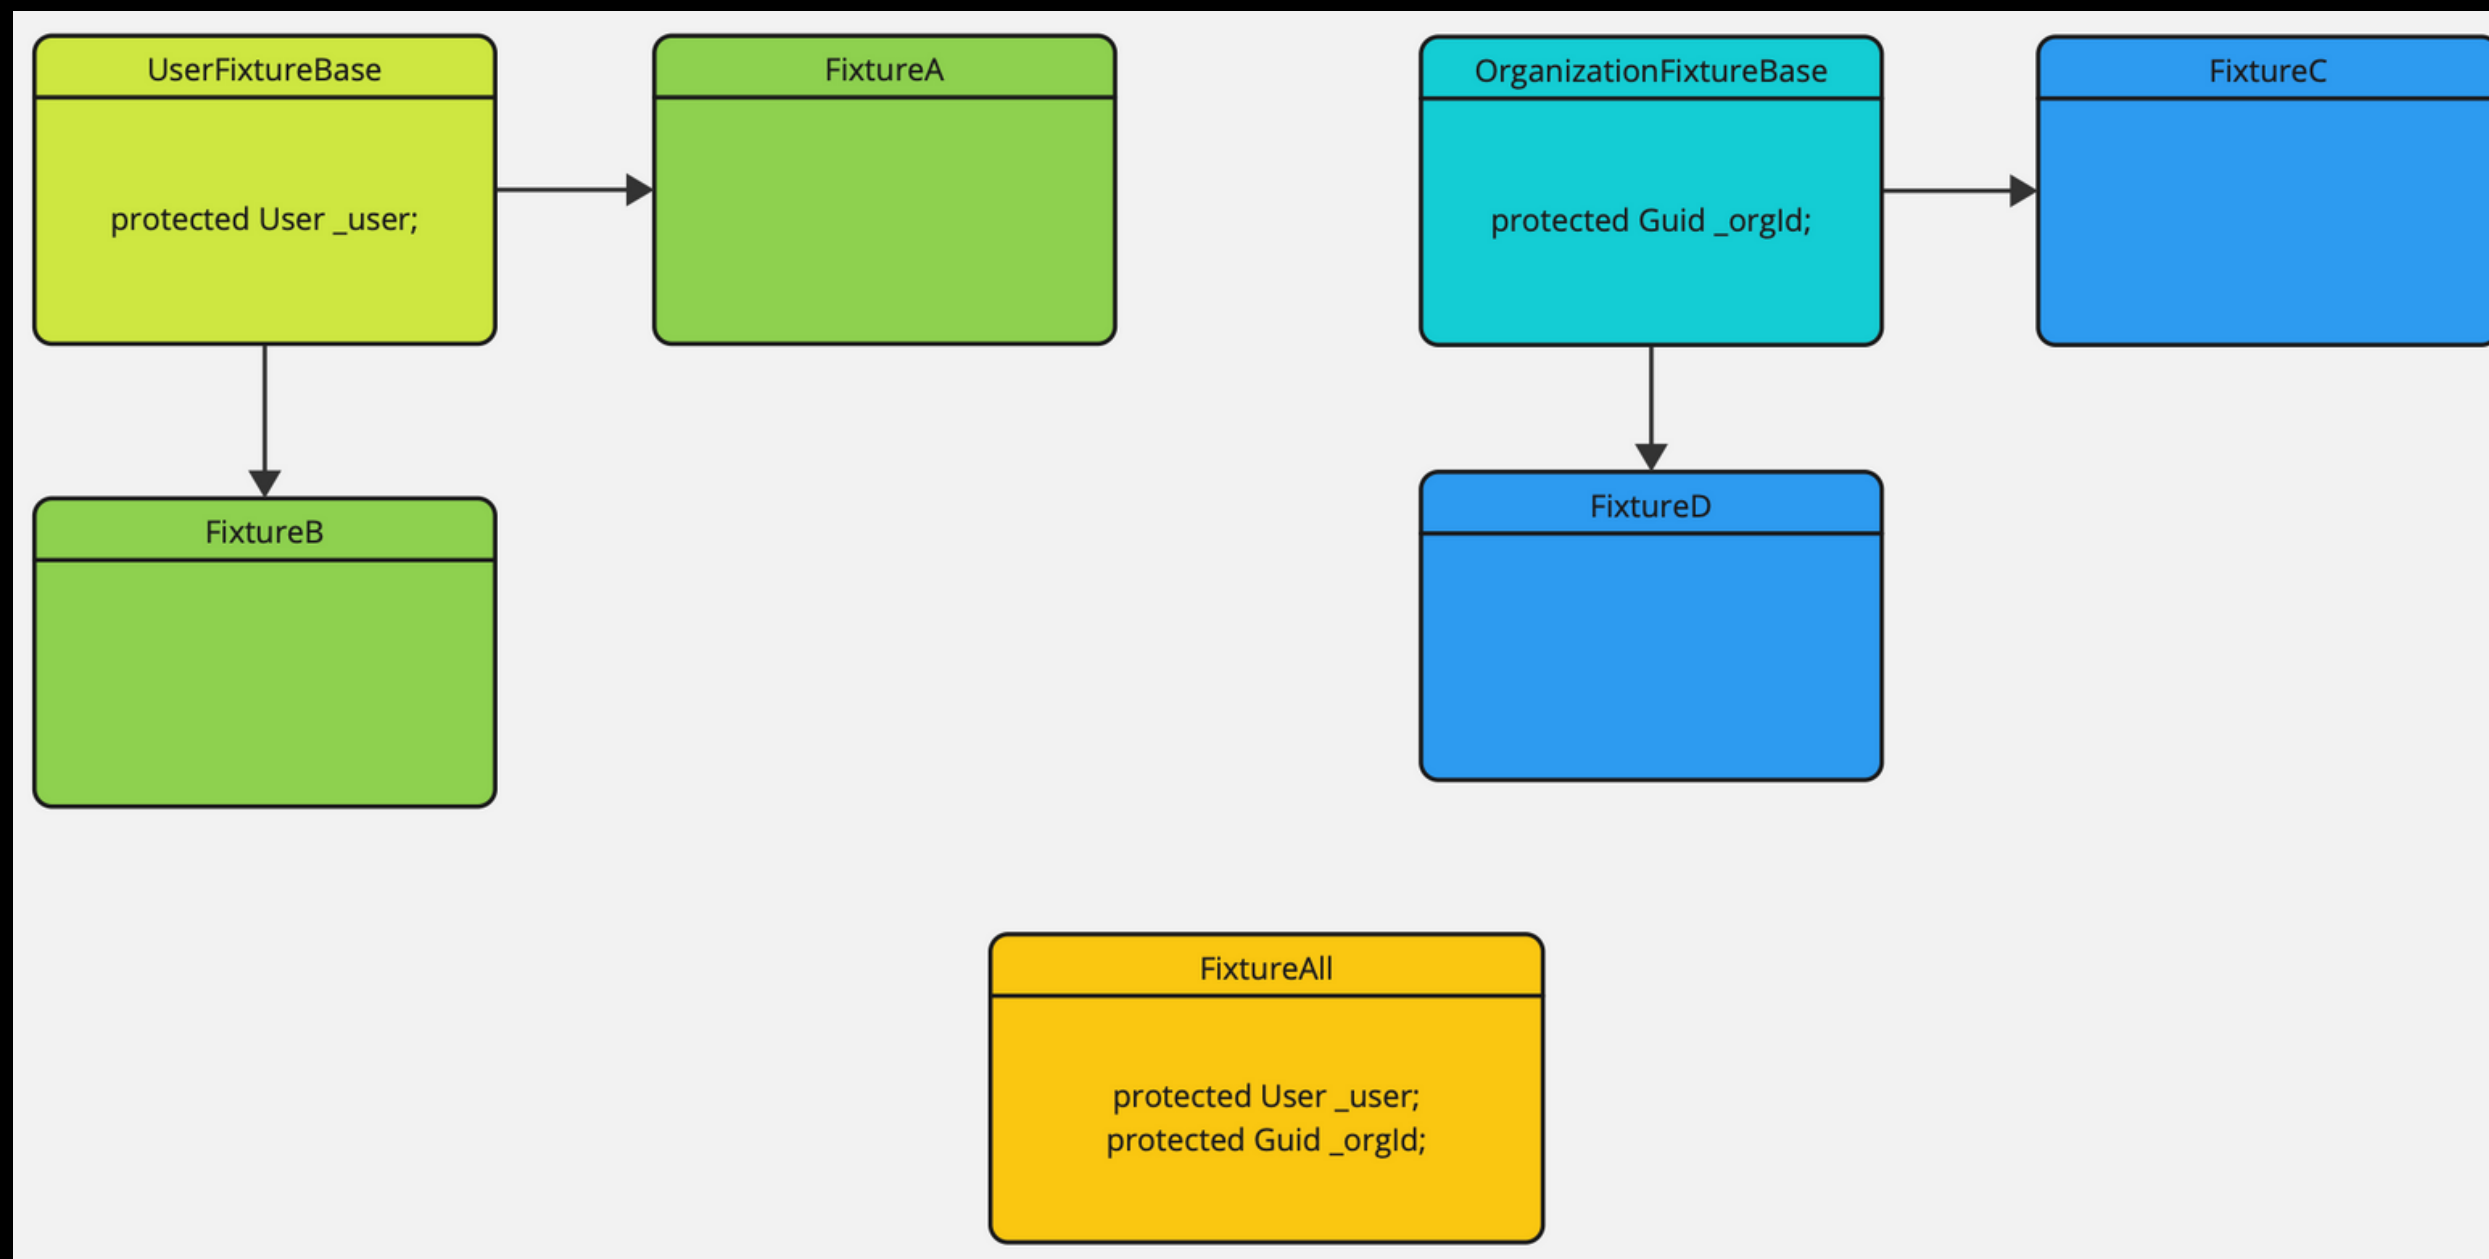 UserFixtureBase
protected User _user;
FixtureA
OrganizationFixtureBase
protected Guid _orgId;
FixtureC
FixtureB
FixtureD
FixtureAll
protected User _user;
protected Guid _orgId;